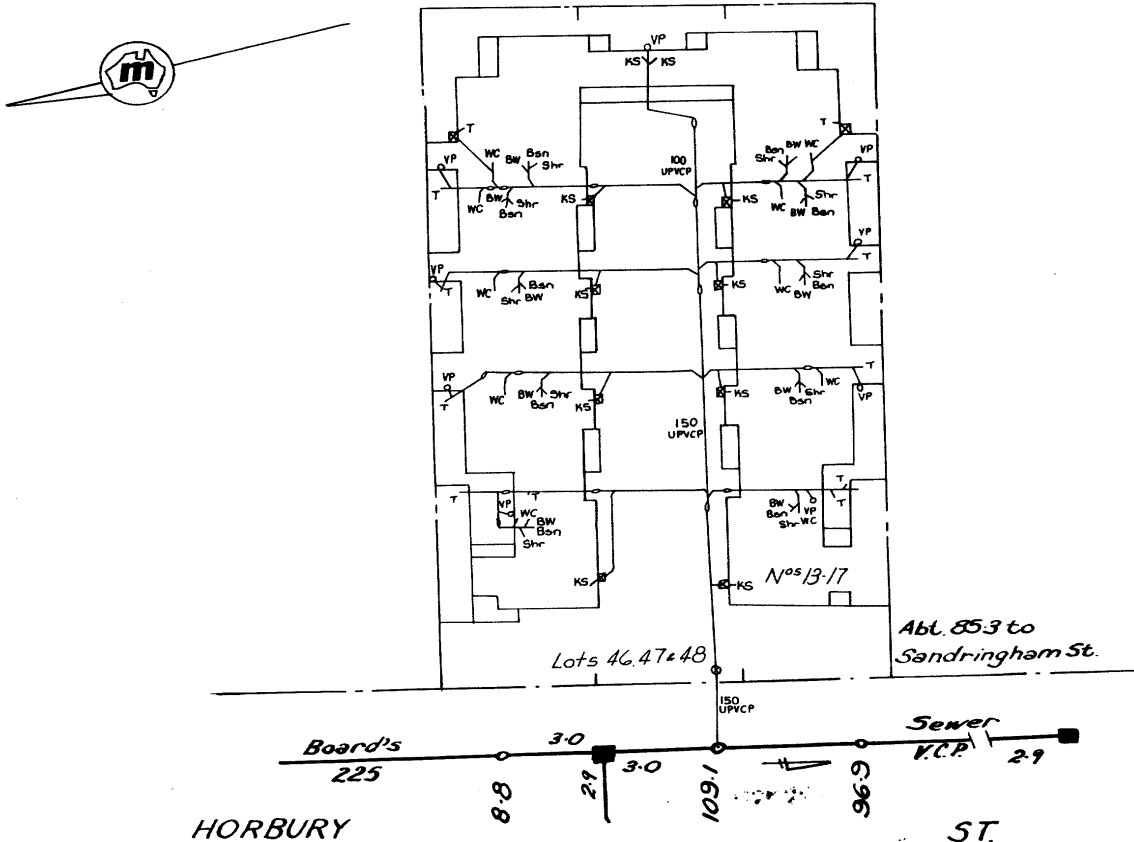 m
VP
KS KS
T
T
VP
WC
BW
Bsn
Shr
100
UPVCP
Bsn
Shr
BW
WC
VP
T
WC
BW
Shr
Bsn
KS
KS
WC
Shr
BW Bsn
T
VP
VP
T
WC
Bsn
Shr BW
KS
KS
WC
Shr
BW
Bsn
T
VP
T
WC
BW
Shr
Bsn
KS
KS
BW
Shr
Bsn
WC
T
VP
150
UPVCP
T
T
VP
WC
BW
Bsn
Shr
BW
Bsn
Shr
VP
WC
T
T
KS
KS
Nos 13-17
Lots 46, 47 & 48
Abt. 85·3 to
Sandringham St.
150
UPVCP
Board's
225
3·0
3·0
Sewer
V.C.P.
2·9
8·8
2·9
109·1
96·9
HORBURY ST.